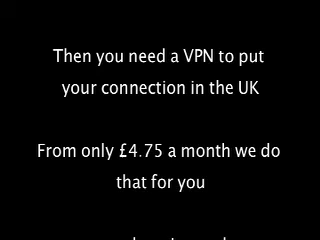 Then you need a VPN to put
your connection in the UK
From only £4.75 a month we do
that for you